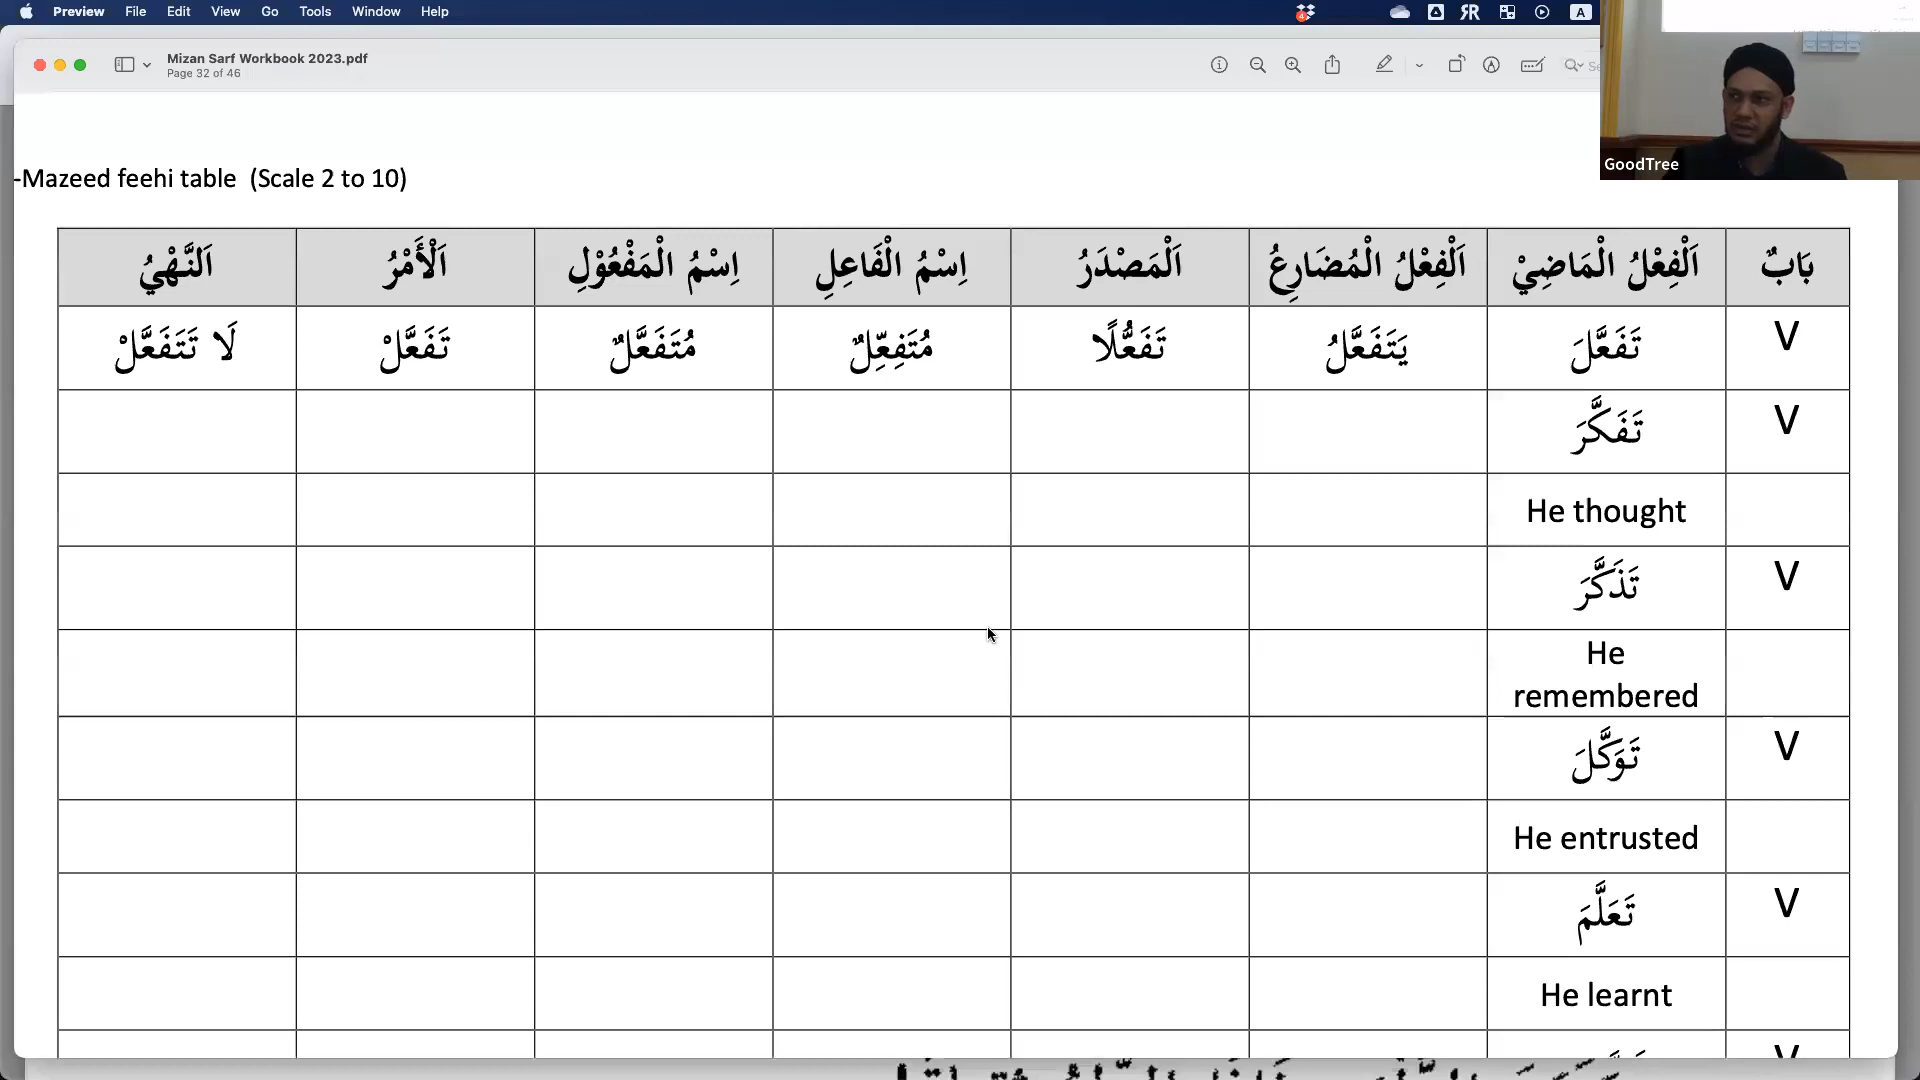 Preview File Edit View Go Tools Window Help
4
A
Mizan Sarf Workbook 2023.pdf
Page 32 of 46
GoodTree
-Mazeed feehi table (Scale 2 to 10)
بَابٌ اَلْفِعْلُ الْمَاضِيْ اَلْفِعْلُ الْمُضَارِعُ اَلْمَصْدَرُ اِسْمُ الْفَاعِلِ اِسْمُ الْمَفْعُوْلِ اَلْأَمْرُ اَلنَّهْيُ
V تَفَعَّلَ يَتَفَعَّلُ تَفَعُّلًا مُتَفِعِّلٌ مُتَفَعَّلٌ تَفَعَّلْ لَا تَتَفَعَّلْ
V تَفَكَّرَ
He thought
V تَذَكَّرَ
He
remembered
V تَوَكَّلَ
He entrusted
V تَعَلَّمَ
He learnt
V